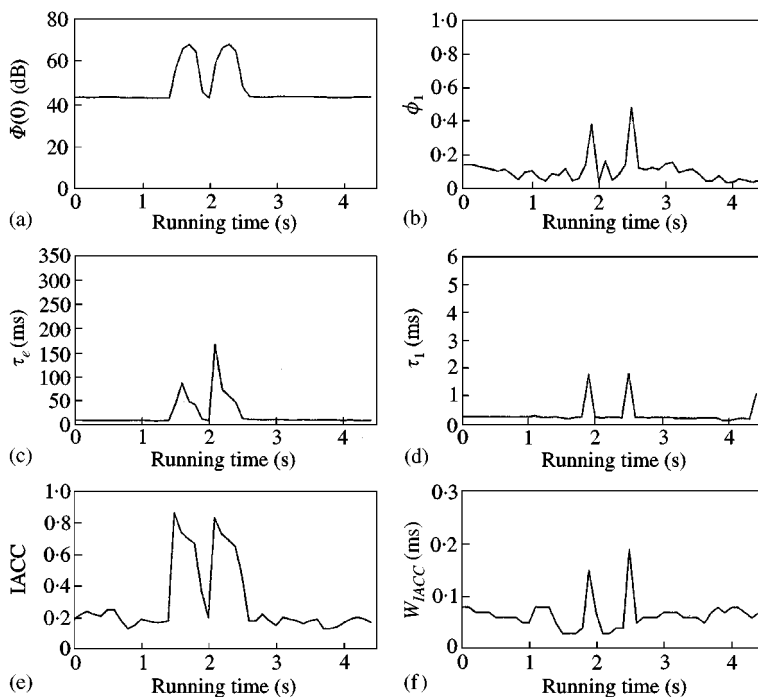 80
60
40
20
0
Φ(0) (dB)
0 1 2 3 4
(a) Running time (s)
1·0
0·8
0·6
0·4
0·2
0
ϕ1
0 1 2 3 4
(b) Running time (s)
350
300
250
200
150
100
50
0
τe (ms)
0 1 2 3 4
(c) Running time (s)
6
5
4
3
2
1
0
τ1 (ms)
0 1 2 3 4
(d) Running time (s)
1·0
0·8
0·6
0·4
0·2
0
IACC
0 1 2 3 4
(e) Running time (s)
0·3
0·2
0·1
0
WIACC (ms)
0 1 2 3 4
(f) Running time (s)